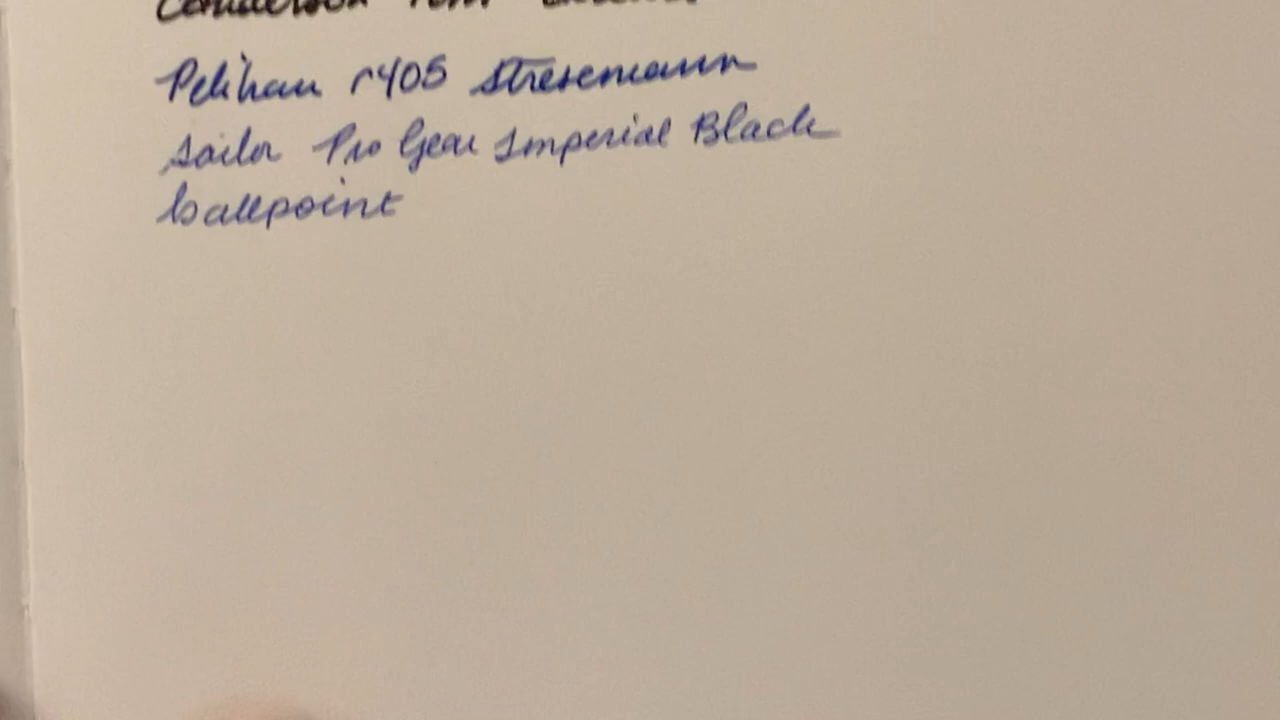 Pelikan r405 Stresemann
Sailor Pro Gear Imperial Black
ballpoint